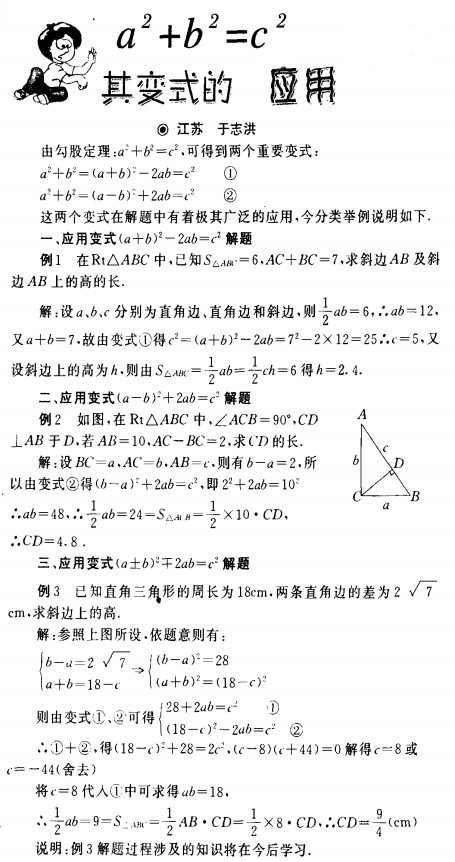 a²+b²=c²
其变式的 应用
◎ 江苏 于志洪
由勾股定理:a²+b²=c²,可得到两个重要变式:
a²+b²=(a+b)²-2ab=c² ①
a²+b²=(a-b)²+2ab=c² ②
这两个变式在解题中有着极其广泛的应用,今分类举例说明如下.
一、应用变式(a+b)²-2ab=c² 解题
例1 在Rt△ABC 中,已知S△ABC=6,AC+BC=7,求斜边AB 及斜
边AB 上的高的长.
解:设a、b、c 分别为直角边、直角边和斜边,则1/2ab=6,∴ab=12,
又a+b=7,故由变式①得c²=(a+b)²-2ab=7²-2×12=25∴c=5,又
设斜边上的高为h,则由S△ABC=1/2ab=1/2ch=6得h=2.4.
二、应用变式(a-b)²+2ab=c² 解题
例2 如图,在Rt△ABC 中,∠ACB=90°,CD
⊥AB 于D,若AB=10,AC-BC=2,求CD的长.
解:设BC=a,AC=b,AB=c,则有b-a=2,所
以由变式②得(b-a)²+2ab=c²,即2²+2ab=10²
∴ab=48,∴1/2ab=24=S△ACB=1/2×10·CD,
∴CD=4.8.
A
b
c
D
C
a
B
三、应用变式(a±b)²∓2ab=c² 解题
例3 已知直角三角形的周长为18cm,两条直角边的差为2 √7
cm,求斜边上的高.
解:参照上图所设,依题意则有:
{b-a=2 √7 ⇒ {(b-a)²=28
a+b=18-c (a+b)²=(18-c)²
则由变式①、②可得{28+2ab=c² ①
(18-c)²-2ab=c² ②
∴①+②,得(18-c)²+28=2c²,(c-8)(c+44)=0 解得c=8或
c=-44(舍去)
将c=8代入①中可求得ab=18,
∴1/2ab=9=S△ABC=1/2AB·CD=1/2×8·CD,∴CD=9/4(cm)
说明:例3解题过程涉及的知识将在今后学习.